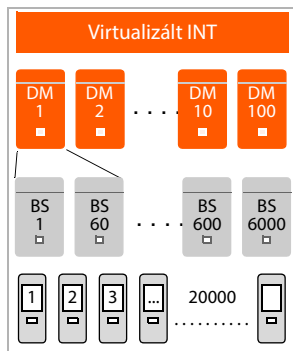 Virtualizált INT
DM 1 DM 2 . . . . DM 10 DM 100
BS 1 BS 60 . . . . BS 600 BS 6000
1 2 3 ... 20000 ..........